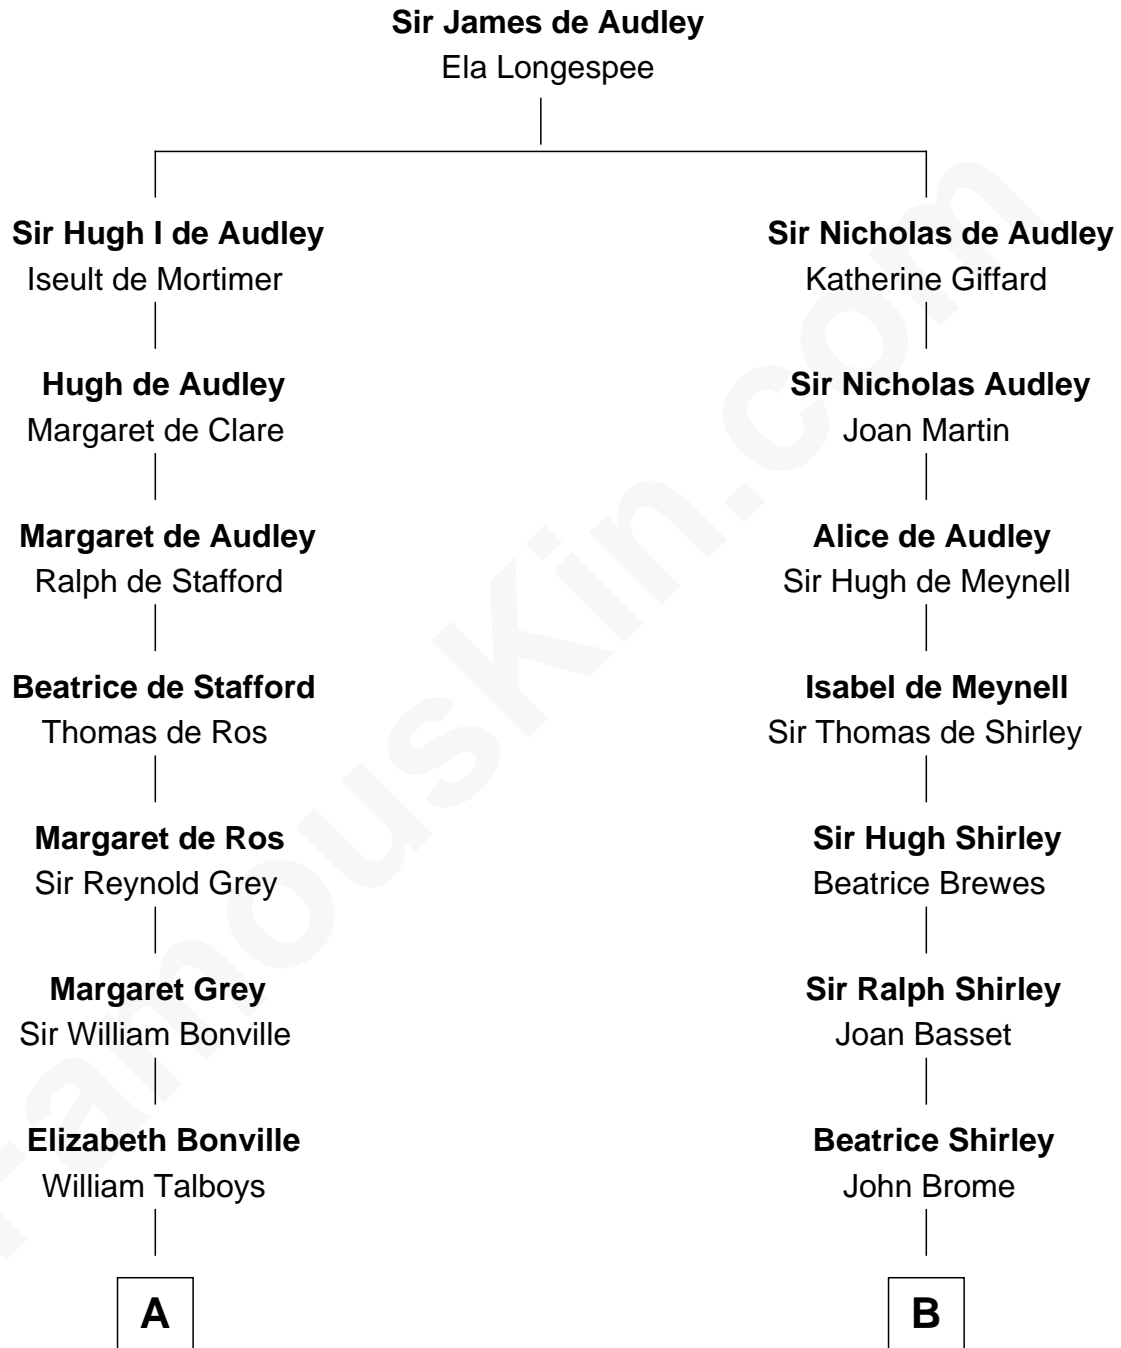 Sir James de Audley
Ela Longespee
Sir Hugh I de Audley
Iseult de Mortimer
Sir Nicholas de Audley
Katherine Giffard
Hugh de Audley
Margaret de Clare
Sir Nicholas Audley
Joan Martin
Margaret de Audley
Ralph de Stafford
Alice de Audley
Sir Hugh de Meynell
Beatrice de Stafford
Thomas de Ros
Isabel de Meynell
Sir Thomas de Shirley
Margaret de Ros
Sir Reynold Grey
Sir Hugh Shirley
Beatrice Brewes
Margaret Grey
Sir William Bonville
Sir Ralph Shirley
Joan Basset
Elizabeth Bonville
William Talboys
Beatrice Shirley
John Brome
A
B
FamousKin.com